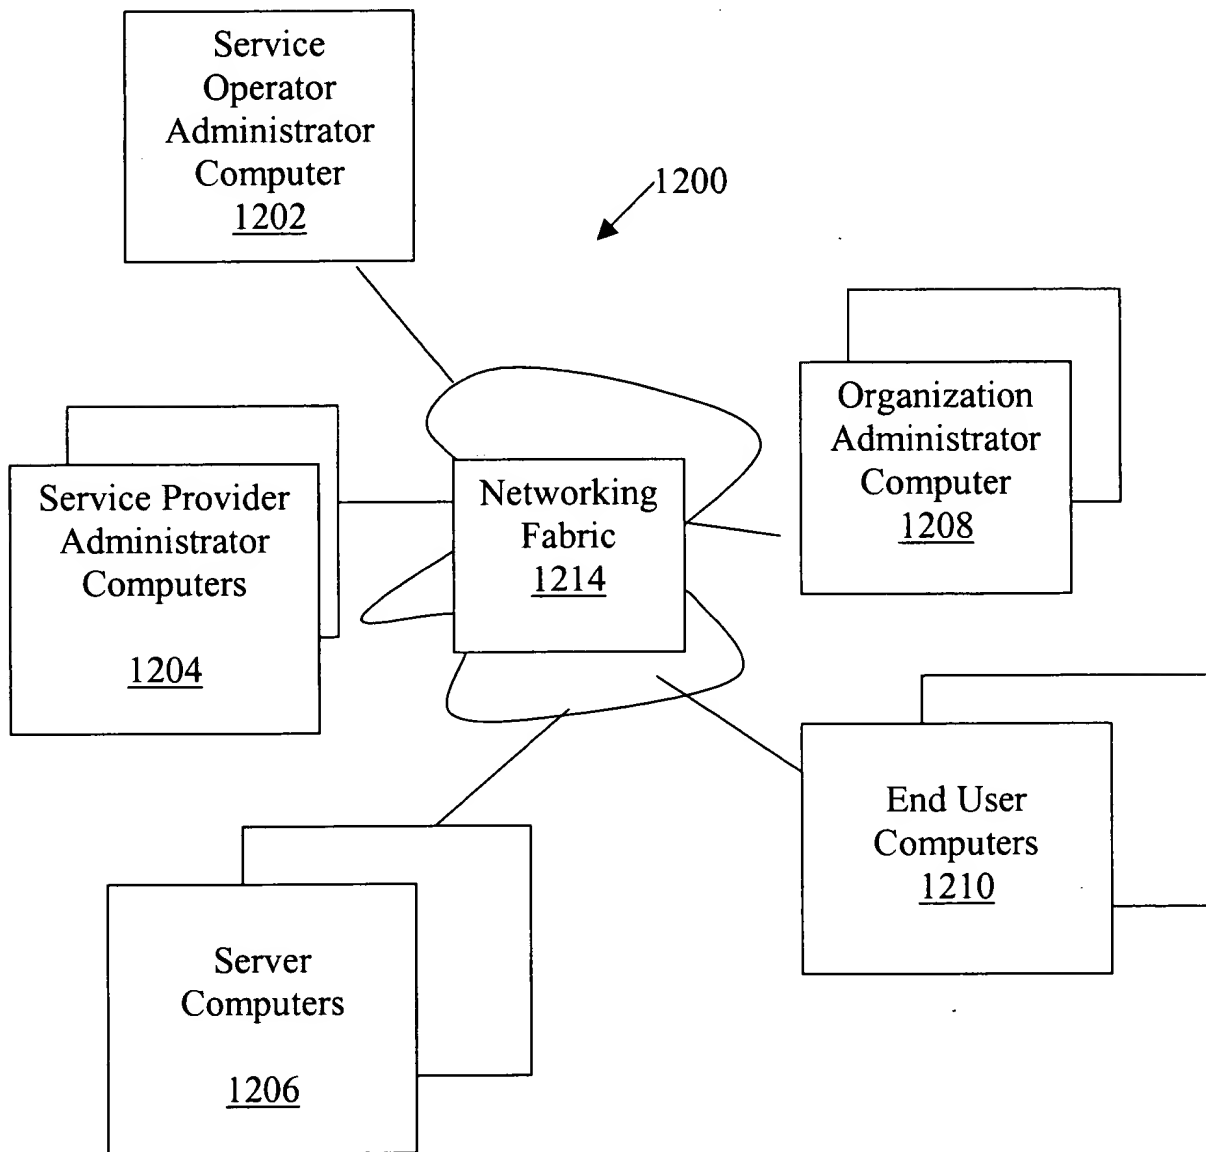 Service
Operator
Administrator
Computer
1202
1200
Organization
Administrator
Computer
1208
Service Provider
Administrator
Computers
1204
Networking
Fabric
1214
End User
Computers
1210
Server
Computers
1206